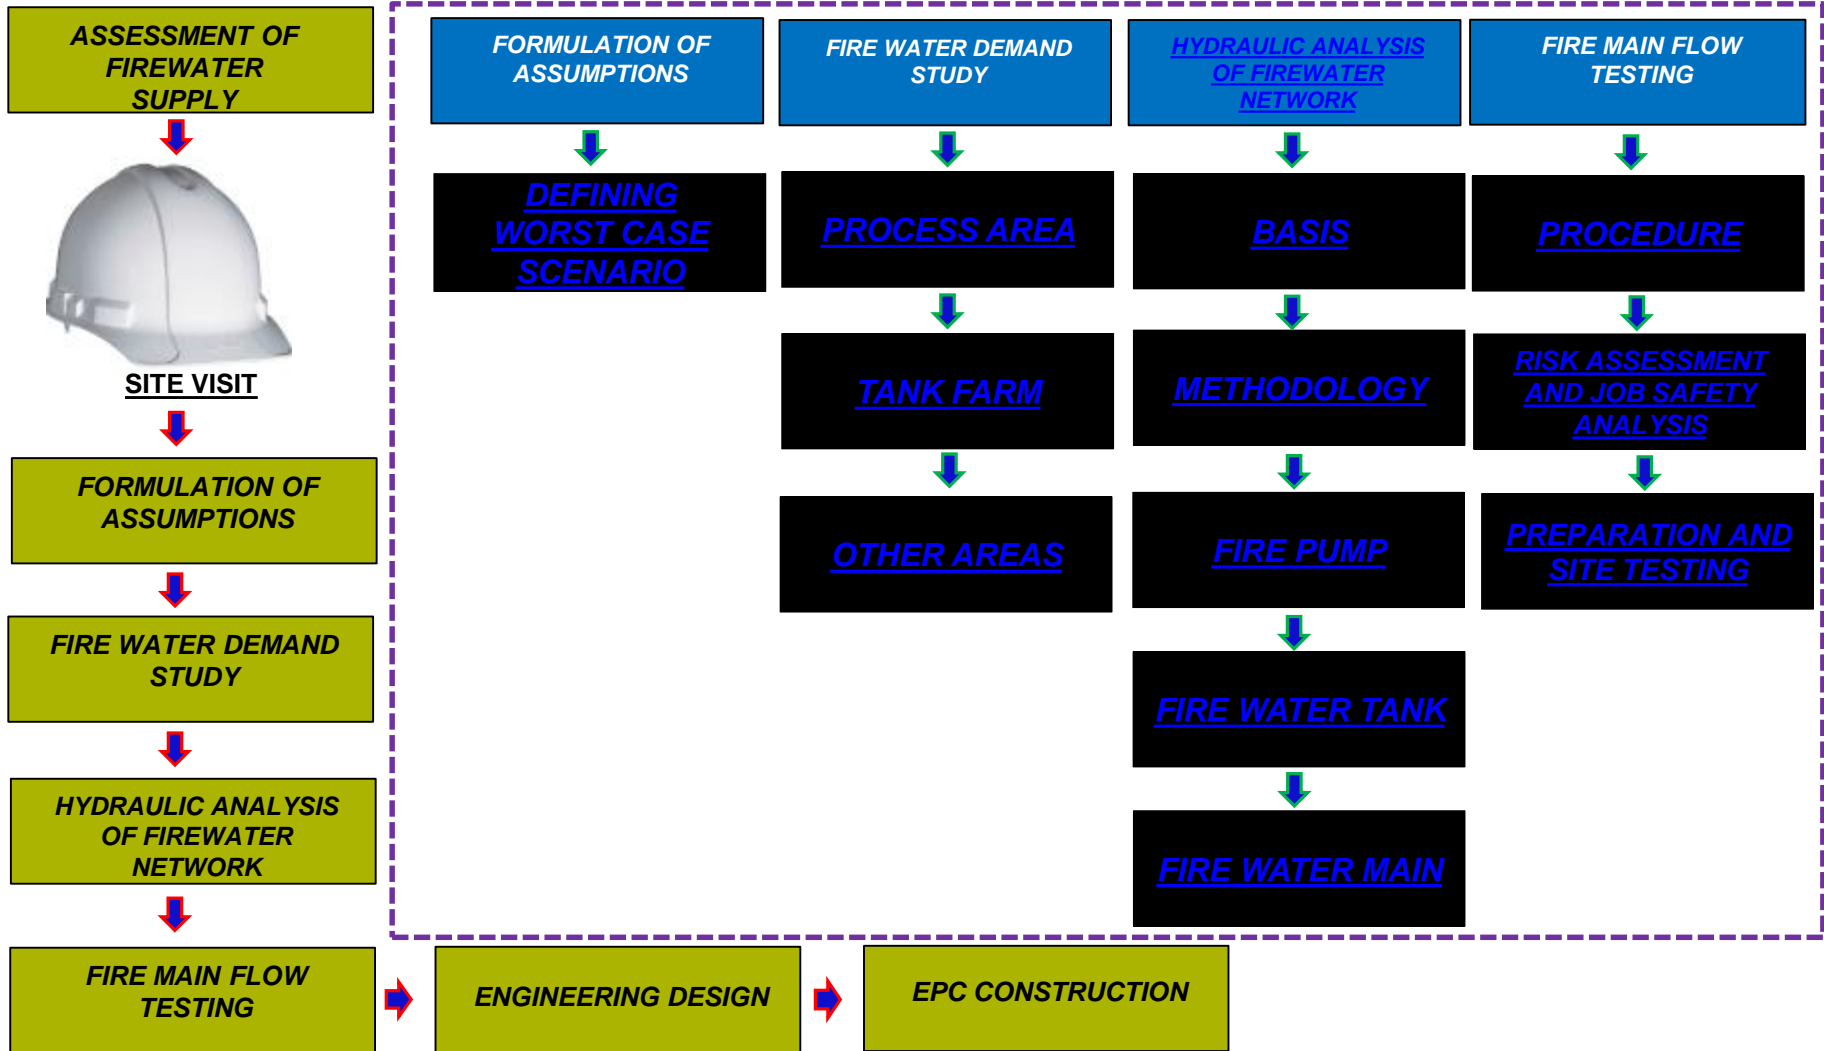 ASSESSMENT OF
FIREWATER
SUPPLY
SITE VISIT
FORMULATION OF
ASSUMPTIONS
FIRE WATER DEMAND
STUDY
HYDRAULIC ANALYSIS
OF FIREWATER
NETWORK
FIRE MAIN FLOW
TESTING
ENGINEERING DESIGN
EPC CONSTRUCTION
FORMULATION OF
ASSUMPTIONS
DEFINING
WORST CASE
SCENARIO
FIRE WATER DEMAND
STUDY
PROCESS AREA
TANK FARM
OTHER AREAS
HYDRAULIC ANALYSIS
OF FIREWATER
NETWORK
BASIS
METHODOLOGY
FIRE PUMP
FIRE WATER TANK
FIRE WATER MAIN
FIRE MAIN FLOW
TESTING
PROCEDURE
RISK ASSESSMENT
AND JOB SAFETY
ANALYSIS
PREPARATION AND
SITE TESTING